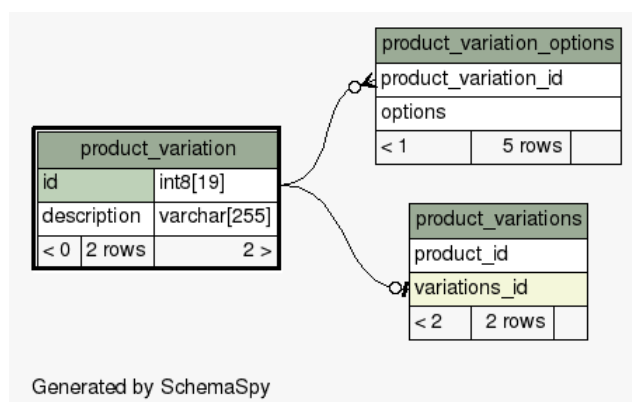 product_variation_options
product_variation_id
options
< 1 5 rows
product_variation
id int8[19]
description varchar[255]
< 0 2 rows 2 >
product_variations
product_id
variations_id
< 2 2 rows
Generated by SchemaSpy